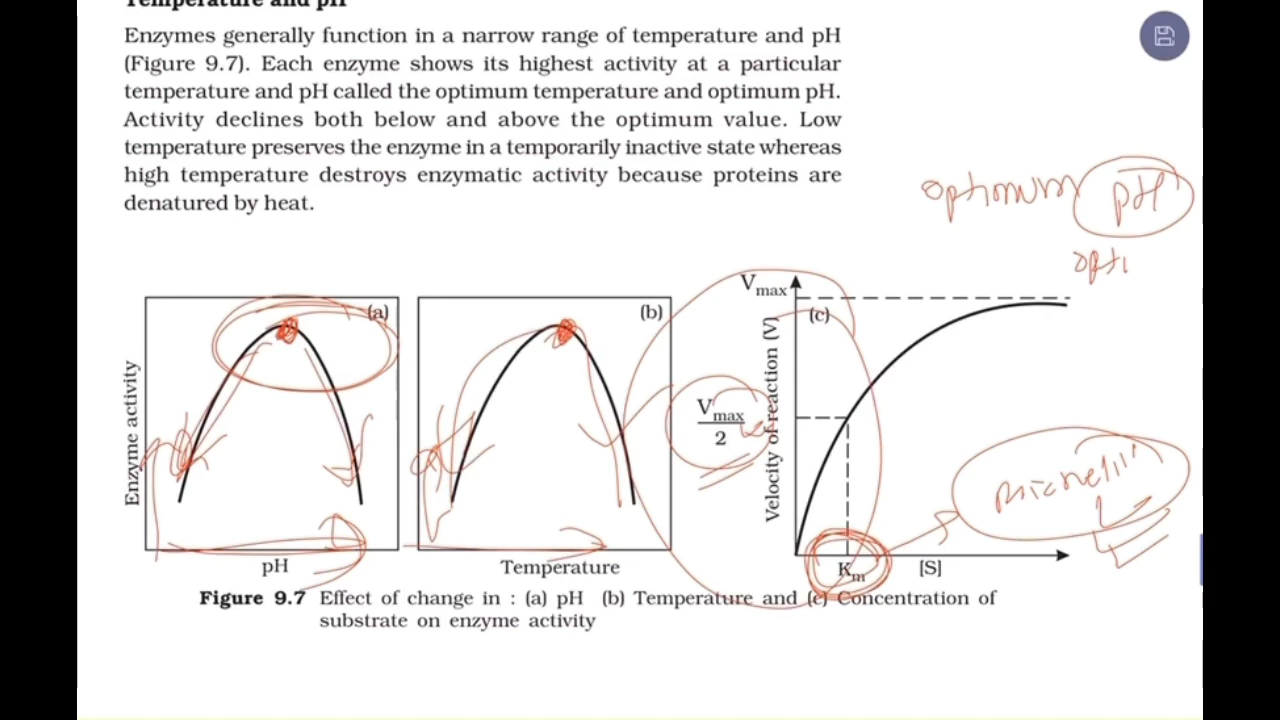 Temperature and pH
Enzymes generally function in a narrow range of temperature and pH
(Figure 9.7). Each enzyme shows its highest activity at a particular
temperature and pH called the optimum temperature and optimum pH.
Activity declines both below and above the optimum value. Low
temperature preserves the enzyme in a temporarily inactive state whereas
high temperature destroys enzymatic activity because proteins are
denatured by heat.
optimum pH
opti
Enzyme activity
(a)
pH
(b)
Temperature
Vmax
(c)
Vmax
2
Velocity of reaction (V)
Km
[S]
Figure 9.7 Effect of change in : (a) pH (b) Temperature and (c) Concentration of
substrate on enzyme activity